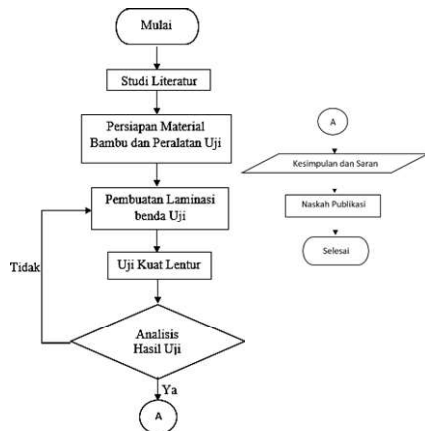 Mulai
Studi Literatur
Persiapan Material
Bambu dan Peralatan Uji
Pembuatan Laminasi
benda Uji
Uji Kuat Lentur
Tidak
Analisis
Hasil Uji
Ya
A
A
Kesimpulan dan Saran
Naskah Publikasi
Selesai